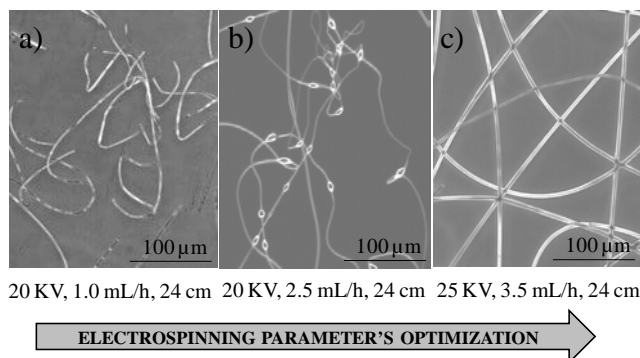 a) b) c)
100 µm 100 µm 100 µm
20 KV, 1.0 mL/h, 24 cm 20 KV, 2.5 mL/h, 24 cm 25 KV, 3.5 mL/h, 24 cm
ELECTROSPINNING PARAMETER'S OPTIMIZATION